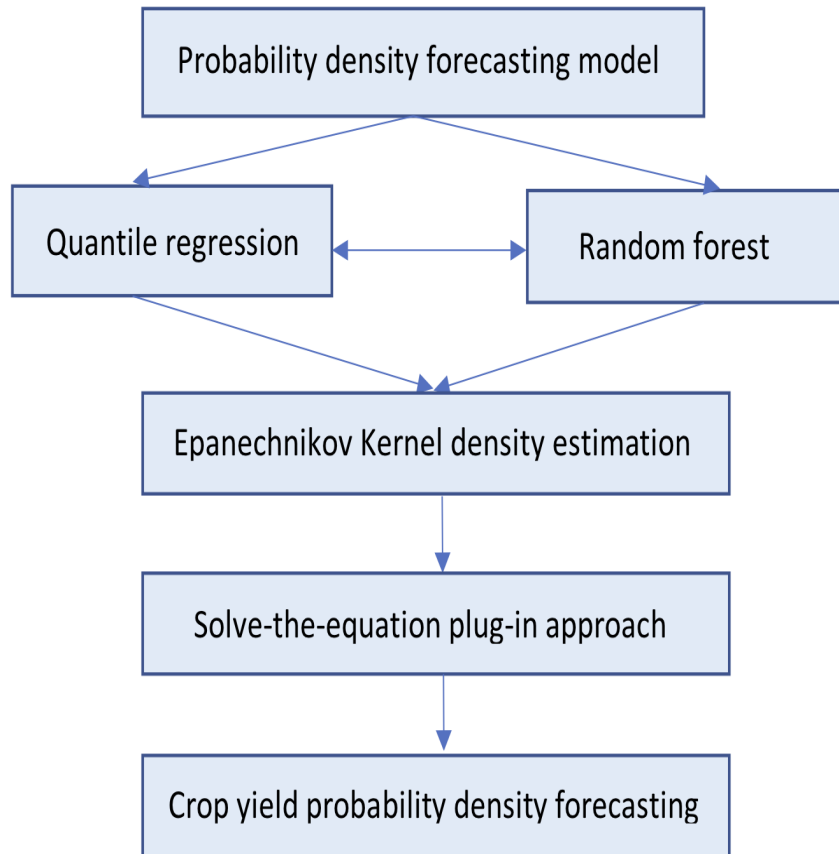 Probability density forecasting model
Quantile regression
Random forest
Epanechnikov Kernel density estimation
Solve-the-equation plug-in approach
Crop yield probability density forecasting